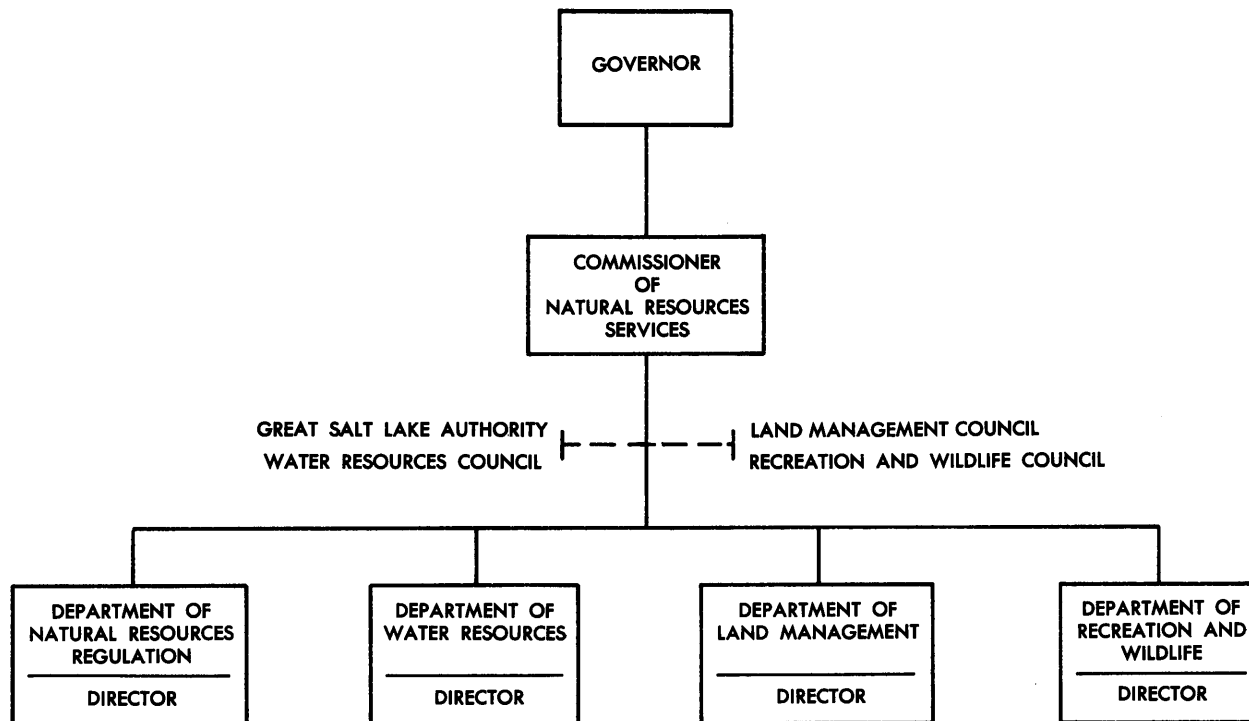 GOVERNOR
COMMISSIONER
OF
NATURAL RESOURCES
SERVICES
GREAT SALT LAKE AUTHORITY
WATER RESOURCES COUNCIL
LAND MANAGEMENT COUNCIL
RECREATION AND WILDLIFE COUNCIL
DEPARTMENT OF
NATURAL RESOURCES
REGULATION
DIRECTOR
DEPARTMENT OF
WATER RESOURCES
DIRECTOR
DEPARTMENT OF
LAND MANAGEMENT
DIRECTOR
DEPARTMENT OF
RECREATION AND
WILDLIFE
DIRECTOR